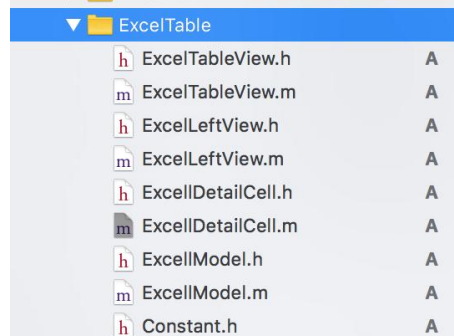 ExcelTable
h ExcelTableView.h A
m ExcelTableView.m A
h ExcelLeftView.h A
m ExcelLeftView.m A
h ExcellDetailCell.h A
m ExcellDetailCell.m A
h ExcellModel.h A
m ExcellModel.m A
h Constant.h A